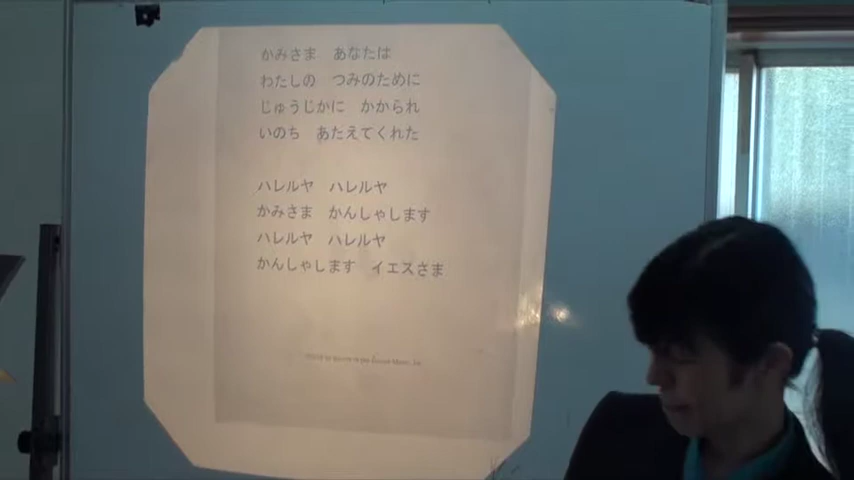 かみさま　あなたは
わたしの　つみのために
じゅうじかに　かかられ
いのち　あたえてくれた
ハレルヤ　ハレルヤ
かみさま　かんしゃします
ハレルヤ　ハレルヤ
かんしゃします　イエスさま